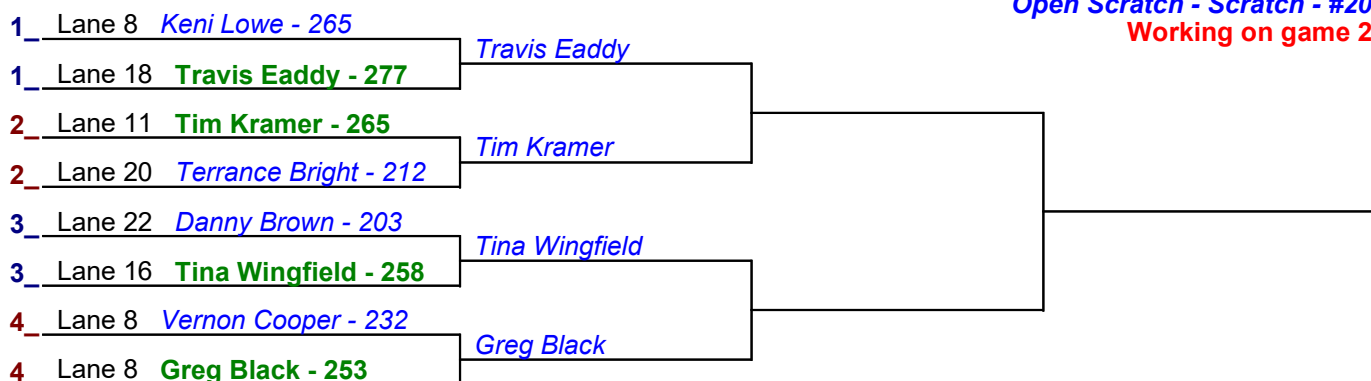 Open Scratch - Scratch - #20
Working on game 2
1_ Lane 8 Keni Lowe - 265
Travis Eaddy
1_ Lane 18 Travis Eaddy - 277
2_ Lane 11 Tim Kramer - 265
Tim Kramer
2_ Lane 20 Terrance Bright - 212
3_ Lane 22 Danny Brown - 203
Tina Wingfield
3_ Lane 16 Tina Wingfield - 258
4_ Lane 8 Vernon Cooper - 232
Greg Black
4 Lane 8 Greg Black - 253